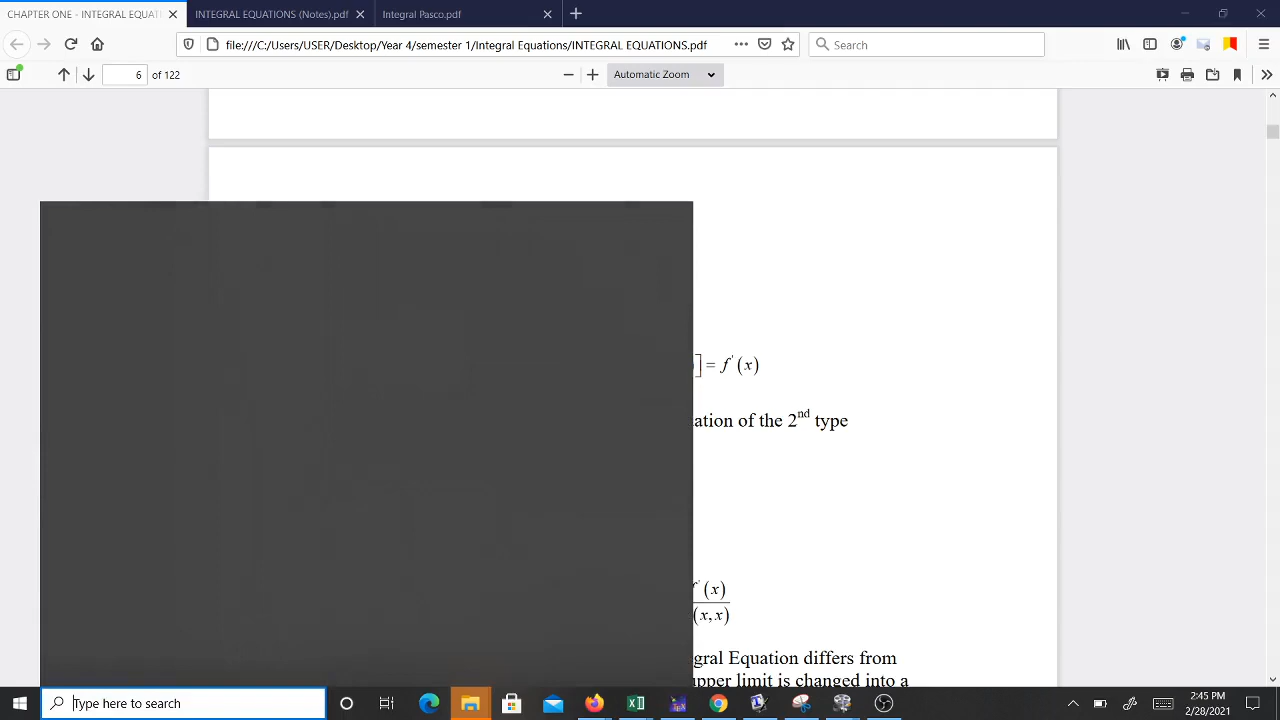 CHAPTER ONE - INTEGRAL EQUATI
INTEGRAL EQUATIONS (Notes).pdf
Integral Pasco.pdf
file:///C:/Users/USER/Desktop/Year 4/semester 1/Integral Equations/INTEGRAL EQUATIONS.pdf
Search
6 of 122
Automatic Zoom
] = f'(x)
ation of the 2nd type
f'(x)
(x,x)
gral Equation differs from
upper limit is changed into a
Type here to search
2:45 PM
2/28/2021